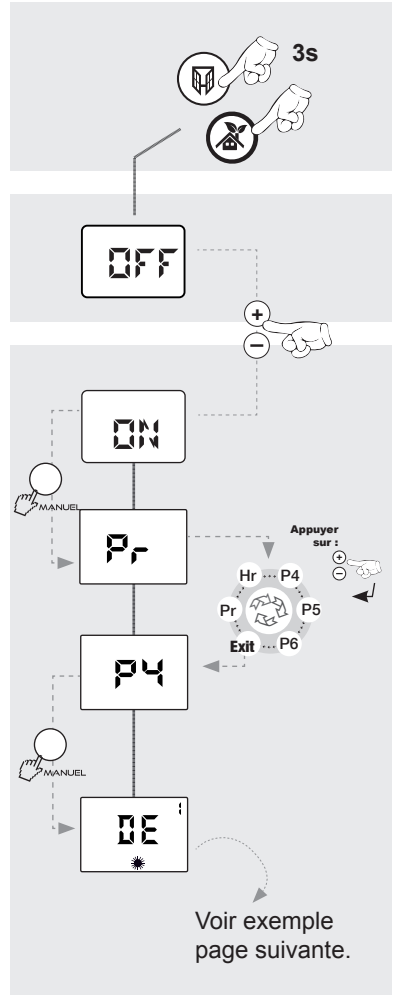 3s
OFF
+
−
ON
MANUEL
Pr
Appuyer
sur :
+
−
Hr
P4
Pr
P5
Exit
P6
P4
MANUEL
1
DE
Voir exemple
page suivante.